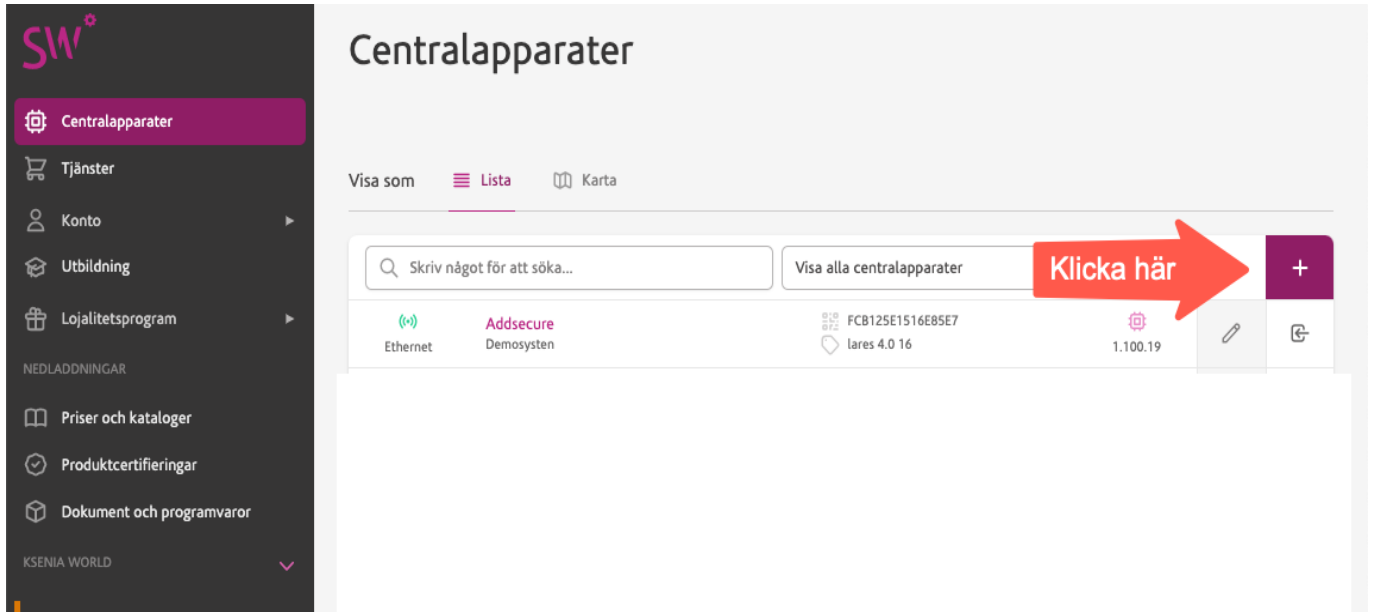 SW
Centralapparater
Tjänster
Konto
Utbildning
Lojalitetsprogram
NEDLADDNINGAR
Priser och kataloger
Produktcertifieringar
Dokument och programvaror
KSENIA WORLD
Centralapparater
Visa som Lista Karta
Skriv något för att söka... Visa alla centralapparater Klicka här +
Addsecure FCB125E1516E85E7
Ethernet Demosysten lares 4.0 16 1.100.19